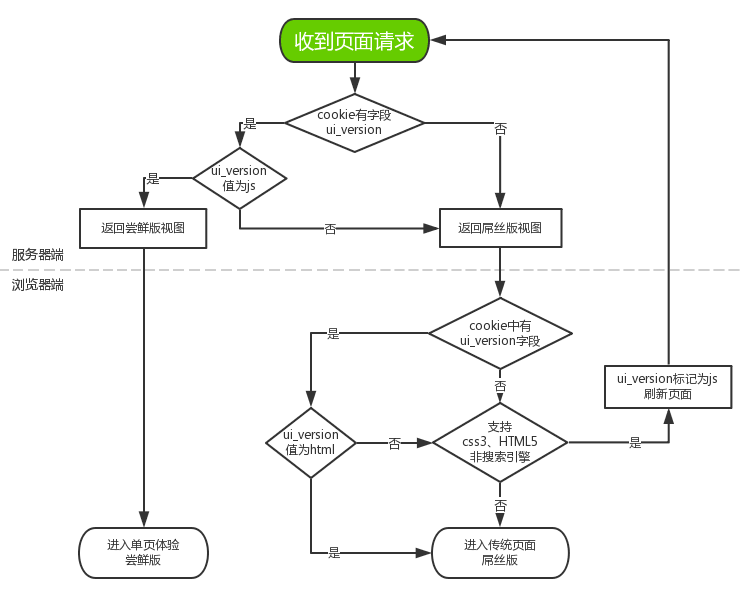 收到页面请求
cookie有字段
ui_version
是
否
ui_version
值为js
是
返回尝鲜版视图
否
返回屌丝版视图
服务器端
浏览器端
cookie中有
ui_version字段
是
否
ui_version标记为js
刷新页面
ui_version
值为html
否
支持
css3、HTML5
非搜索引擎
是
否
进入单页体验
尝鲜版
是
进入传统页面
屌丝版